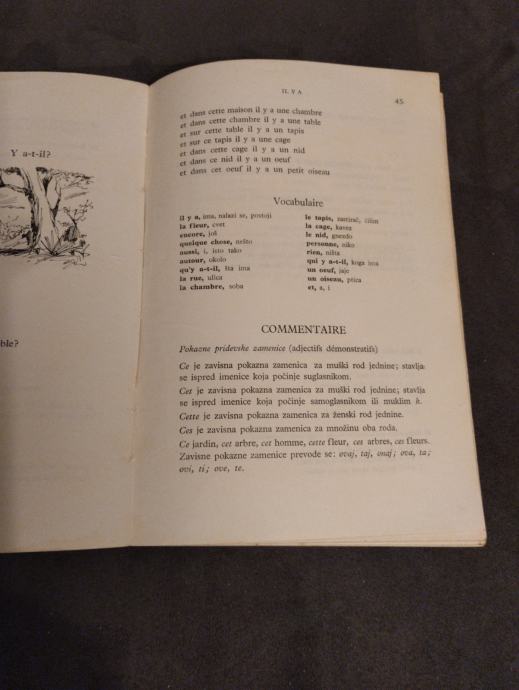 Y a-t-il?
ble?
IL Y A
45
et dans cette maison il y a une chambre
et dans cette chambre il y a une table
et sur cette table il y a un tapis
et sur ce tapis il y a une cage
et dans cette cage il y a un nid
et dans ce nid il y a un oeuf
et dans cet oeuf il y a un petit oiseau
Vocabulaire
il y a, ima, nalazi se, postoji
la fleur, cvet
encore, još
quelque chose, nešto
aussi, i, isto tako
autour, okolo
qu'y a-t-il, šta ima
la rue, ulica
la chambre, soba
le tapis, zastirač, ćilim
la cage, kavez
le nid, gnezdo
personne, niko
rien, ništa
qui y a-t-il, koga ima
un oeuf, jaje
un oiseau, ptica
et, a, i
COMMENTAIRE
Pokazne pridevske zamenice (adjectifs démonstratifs)
Ce je zavisna pokazna zamenica za muški rod jednine; stavlja
se ispred imenice koja počinje suglasnikom.
Cet je zavisna pokazna zamenica za muški rod jednine; stavlja
se ispred imenice koja počinje samoglasnikom ili muklim h.
Cette je zavisna pokazna zamenica za ženski rod jednine.
Ces je zavisna pokazna zamenica za množinu oba roda.
Ce jardin, cet arbre, cet homme, cette fleur, ces arbres, ces fleurs.
Zavisne pokazne zamenice prevode se: ovaj, taj, onaj; ova, ta;
ovi, ti; ove, te.